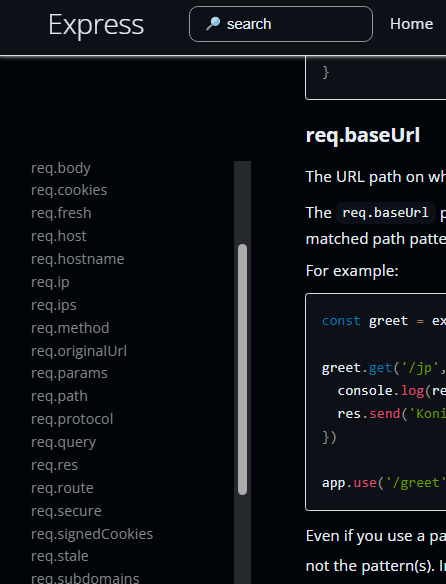 Express
search
Home
req.body
req.cookies
req.fresh
req.host
req.hostname
req.ip
req.ips
req.method
req.originalUrl
req.params
req.path
req.protocol
req.query
req.res
req.route
req.secure
req.signedCookies
req.stale
req.subdomains
}
req.baseUrl
The URL path on wh
The req.baseUrl p
matched path patte
For example:
const greet = ex
greet.get('/jp',
console.log(re
res.send('Koni
})
app.use('/greet'
Even if you use a pa
not the pattern(s). I